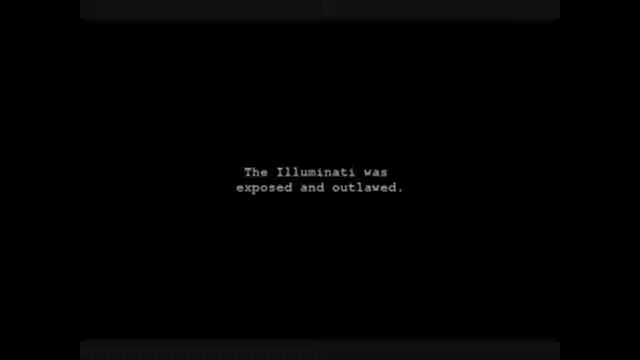 The Illuminati was
exposed and outlawed.